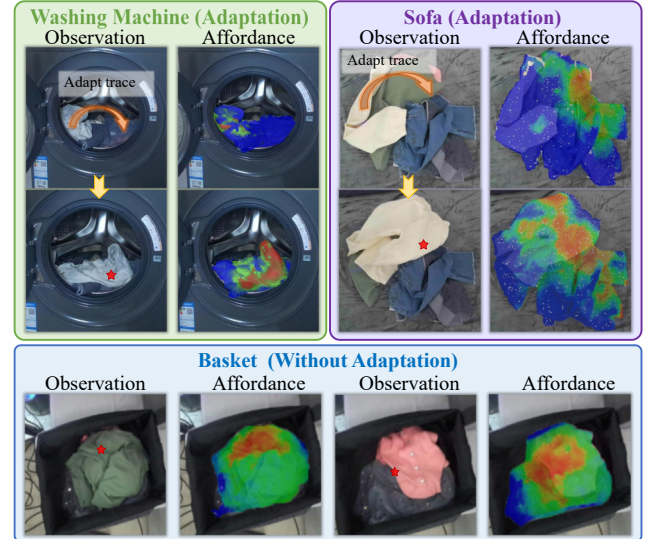 Washing Machine (Adaptation)
Observation
Affordance
Adapt trace
Sofa (Adaptation)
Observation
Affordance
Adapt trace
Basket (Without Adaptation)
Observation
Affordance
Observation
Affordance